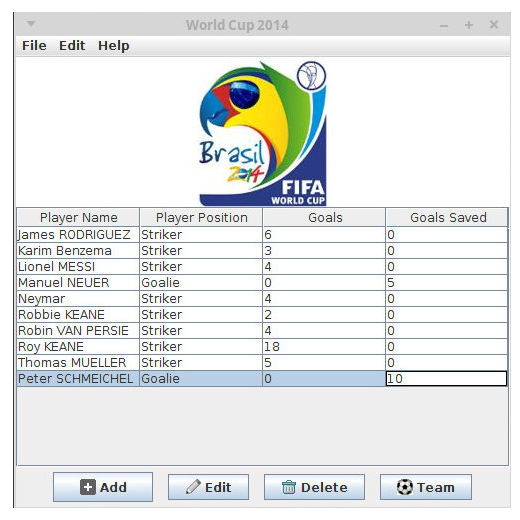 World Cup 2014
File Edit Help
Brasil
2014
FIFA
WORLD CUP
Player Name Player Position Goals Goals Saved
James RODRIGUEZ Striker 6 0
Karim Benzema Striker 3 0
Lionel MESSI Striker 4 0
Manuel NEUER Goalie 0 5
Neymar Striker 4 0
Robbie KEANE Striker 2 0
Robin VAN PERSIE Striker 4 0
Roy KEANE Striker 18 0
Thomas MUELLER Striker 5 0
Peter SCHMEICHEL Goalie 0 10
Add Edit Delete Team